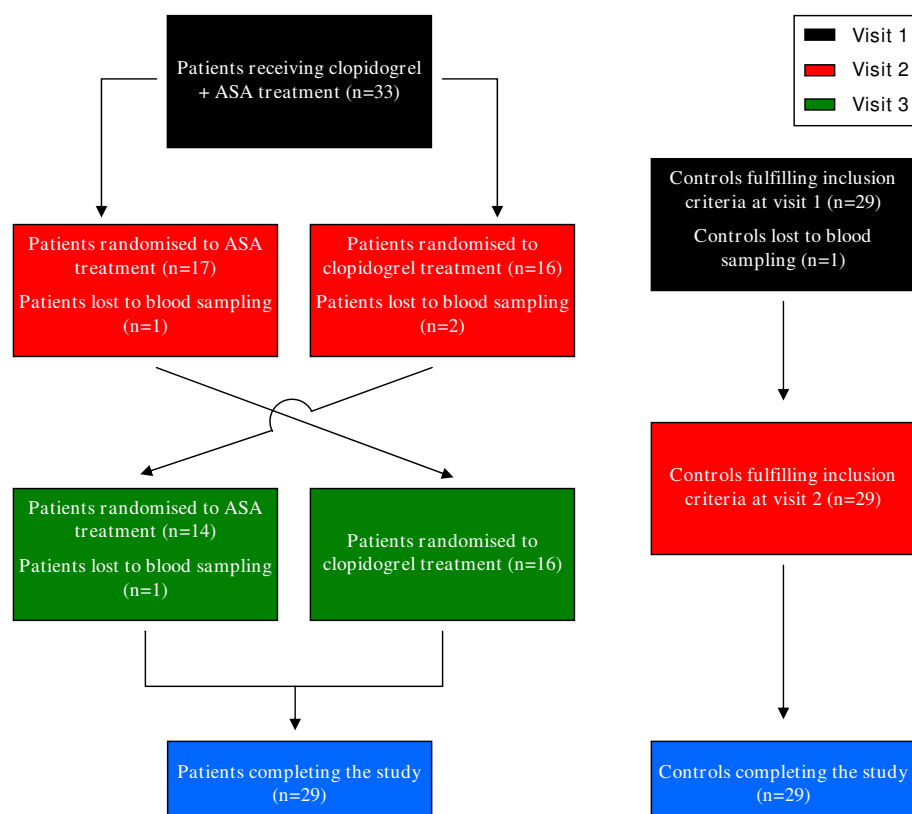 Visit 1
Visit 2
Visit 3
Patients receiving clopidogrel
+ ASA treatment (n=33)
Patients randomised to ASA
treatment (n=17)
Patients lost to blood sampling
(n=1)
Patients randomised to
clopidogrel treatment (n=16)
Patients lost to blood sampling
(n=2)
Patients randomised to ASA
treatment (n=14)
Patients lost to blood sampling
(n=1)
Patients randomised to
clopidogrel treatment (n=16)
Patients completing the study
(n=29)
Controls fulfilling inclusion
criteria at visit 1 (n=29)
Controls lost to blood
sampling (n=1)
Controls fulfilling inclusion
criteria at visit 2 (n=29)
Controls completing the study
(n=29)